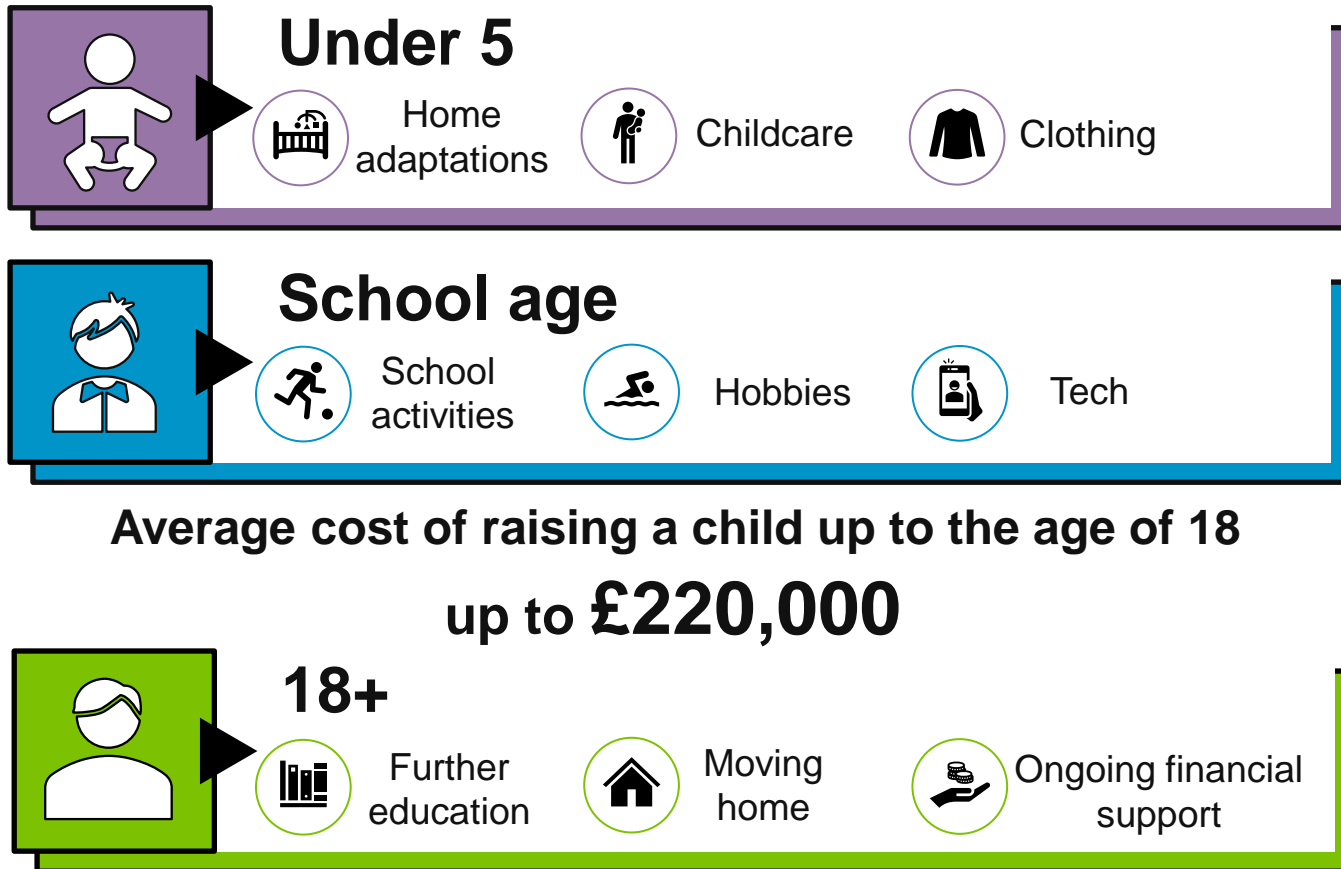 Under 5
Home
adaptations
Childcare
Clothing
School age
School
activities
Hobbies
Tech
Average cost of raising a child up to the age of 18
up to £220,000
18+
Further
education
Moving
home
Ongoing financial
support